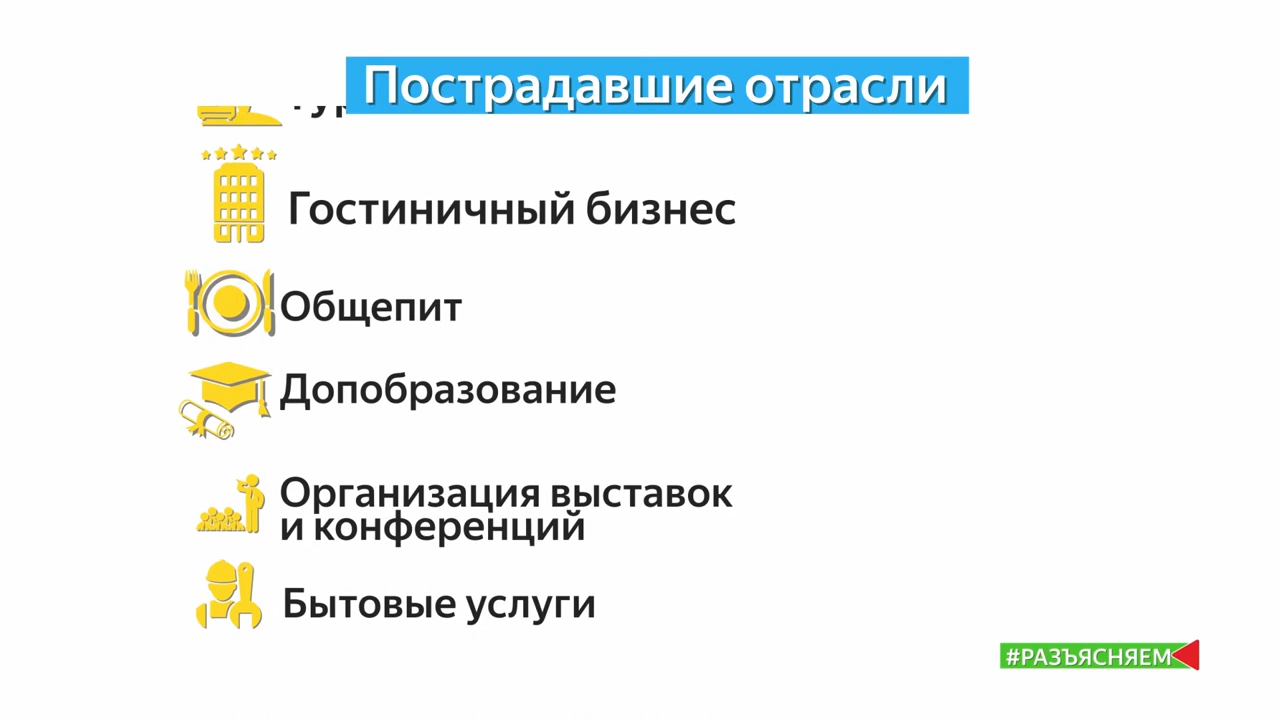 Пострадавшие отрасли
Гостиничный бизнес
Общепит
Допобразование
Организация выставок
и конференций
Бытовые услуги
#РАЗЪЯСНЯЕМ